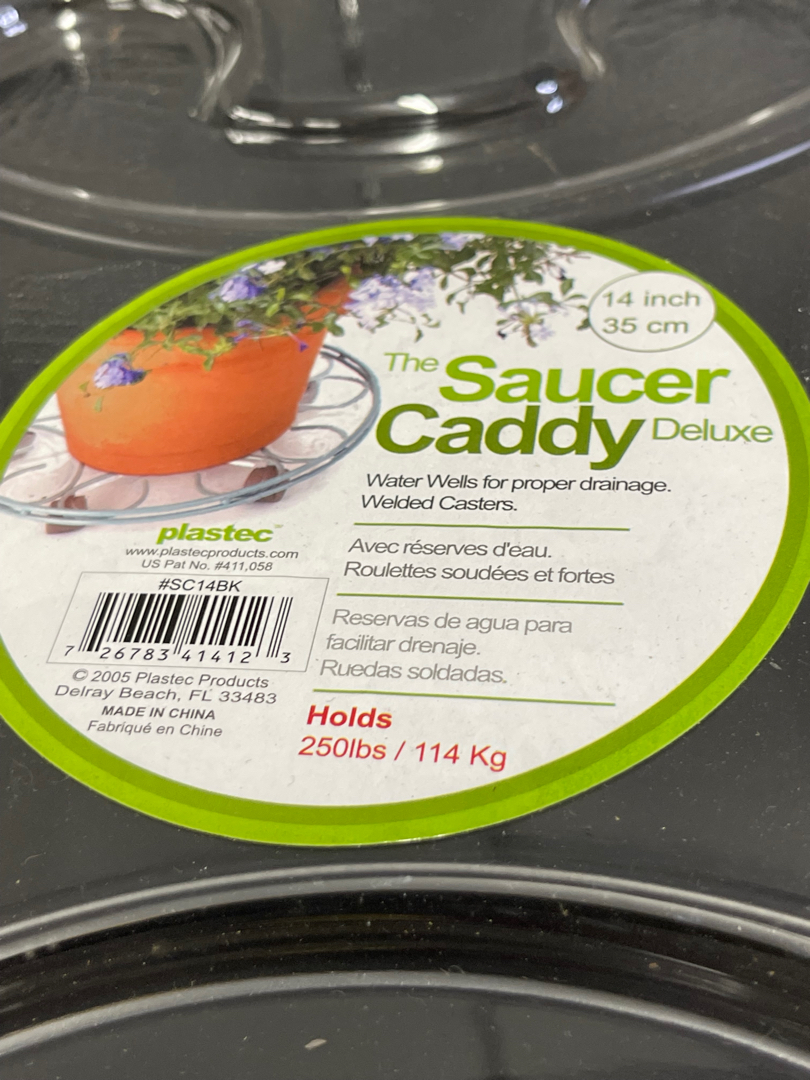 14 inch
35 cm
The Saucer
Caddy Deluxe
Water Wells for proper drainage.
Welded Casters.
Avec réserves d'eau.
Roulettes soudées et fortes
Reservas de agua para
facilitar drenaje.
Ruedas soldadas.
Holds
250lbs / 114 Kg
plastec™
www.plastecproducts.com
US Pat No. #411,058
#SC14BK
7 26783 41412 3
© 2005 Plastec Products
Delray Beach, FL 33483
MADE IN CHINA
Fabriqué en Chine